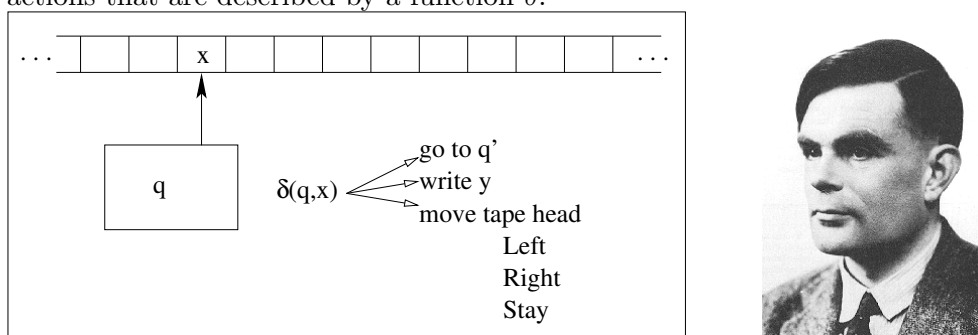 actions that are described by a function δ.
... x ...
go to q'
q δ(q,x) write y
move tape head
Left
Right
Stay